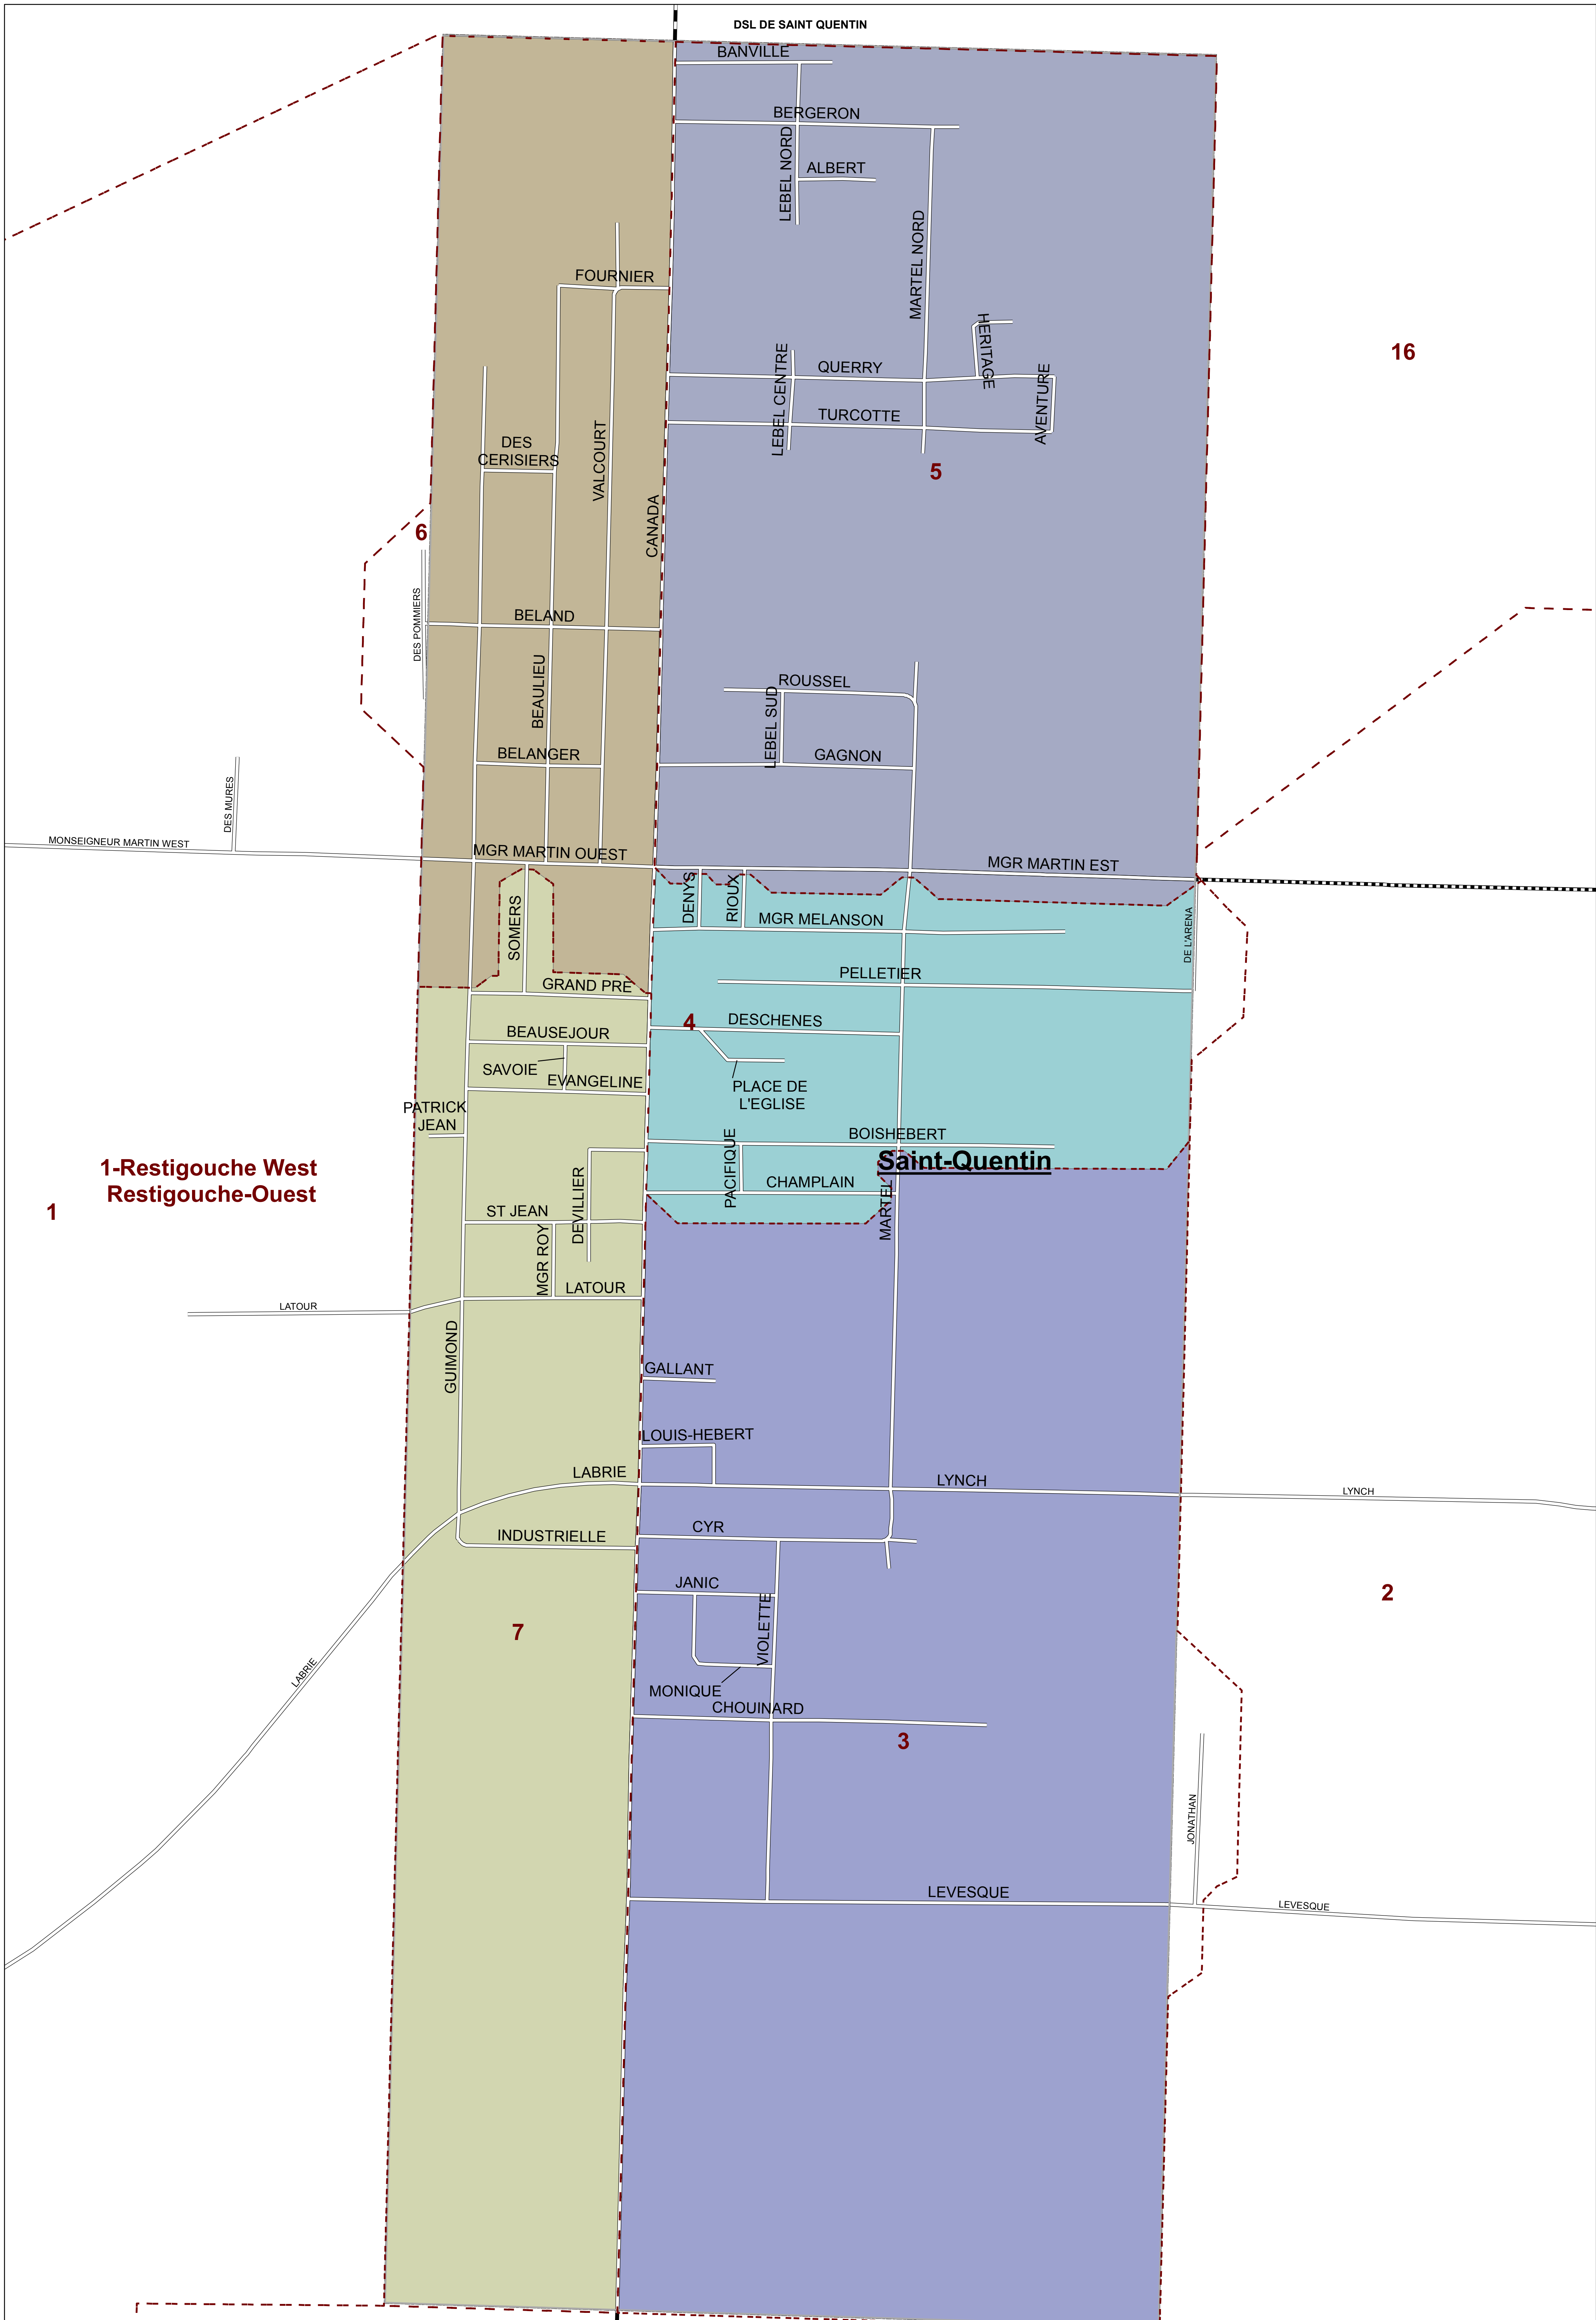 DSL DE SAINT QUENTIN
BANVILLE
BERGERON
LEBEL NORD
ALBERT
MARTEL NORD
FOURNIER
HERITAGE
16
LEBEL CENTRE
QUERRY
AVENTURE
TURCOTTE
DES
CERISIERS
VALCOURT
5
CANADA
6
DES POMMIERS
BELAND
BEAULIEU
ROUSSEL
LEBEL SUD
BELANGER
GAGNON
DES MURES
MONSEIGNEUR MARTIN WEST
MGR MARTIN OUEST
MGR MARTIN EST
DENYS
RIOUX
SOMERS
MGR MELANSON
DE L'ARENA
PELLETIER
GRAND PRE
4
DESCHENES
BEAUSEJOUR
SAVOIE
EVANGELINE
PLACE DE
L'EGLISE
PATRICK
JEAN
BOISHEBERT
PACIFIQUE
Saint-Quentin
1-Restigouche West
Restigouche-Ouest
1
CHAMPLAIN
MARTEL
DEVILLIER
ST JEAN
MGR ROY
LATOUR
LATOUR
GUIMOND
GALLANT
LOUIS-HEBERT
LABRIE
LYNCH
LYNCH
CYR
INDUSTRIELLE
JANIC
2
VIOLETTE
7
LABRIE
MONIQUE
CHOUINARD
3
JONATHAN
LEVESQUE
LEVESQUE